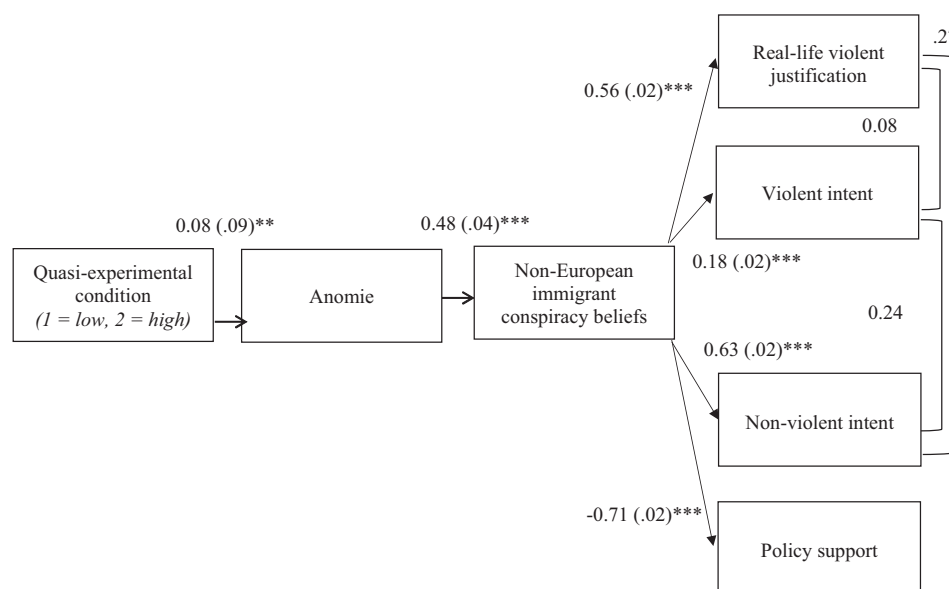 Real-life violent
justification
0.56 (.02)***
0.08
Violent intent
0.08 (.09)**
0.48 (.04)***
0.18 (.02)***
Quasi-experimental
condition
(1 = low, 2 = high)
Anomie
Non-European
immigrant
conspiracy beliefs
0.24
0.63 (.02)***
Non-violent intent
-0.71 (.02)***
Policy support